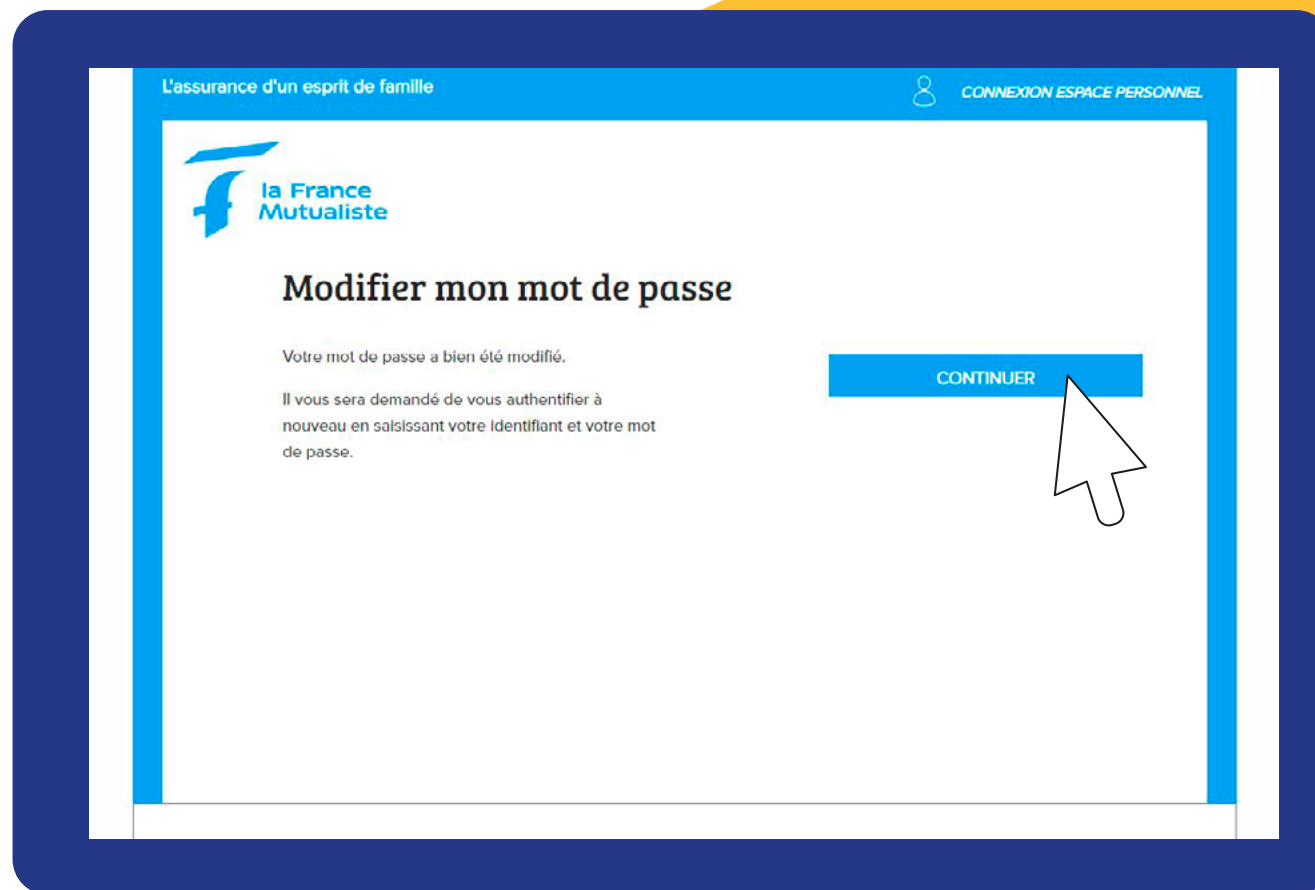 L'assurance d'un esprit de famille
CONNEXION ESPACE PERSONNEL
la France
Mutualiste
Modifier mon mot de passe
Votre mot de passe a bien été modifié.
Il vous sera demandé de vous authentifier à
nouveau en saisissant votre identifiant et votre mot
de passe.
CONTINUER